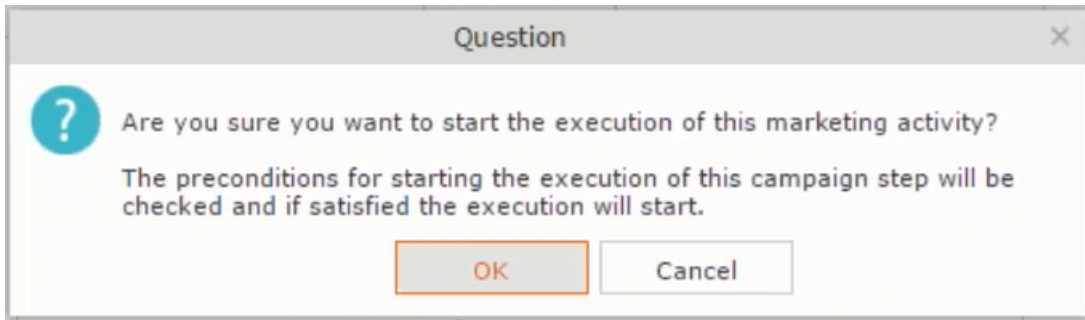 Question
Are you sure you want to start the execution of this marketing activity?
The preconditions for starting the execution of this campaign step will be
checked and if satisfied the execution will start.
OK
Cancel